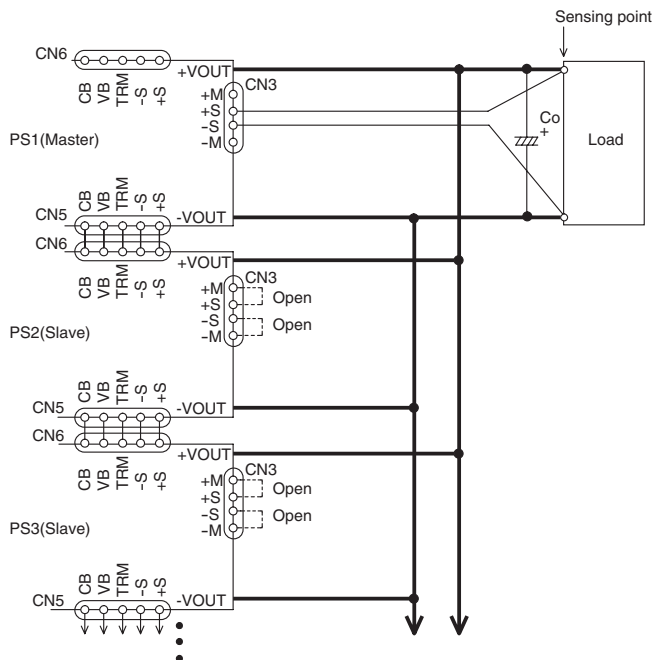 Sensing point
CN6
CB
VB
TRM
-S
+S
+VOUT
CN3
+M
+S
-S
-M
PS1(Master)
Co
+
Load
CB
VB
TRM
-S
+S
CN5
-VOUT
CN6
CB
VB
TRM
-S
+S
+VOUT
CN3
+M
+S
-S
-M
Open
Open
PS2(Slave)
CB
VB
TRM
-S
+S
CN5
-VOUT
CN6
CB
VB
TRM
-S
+S
+VOUT
CN3
+M
+S
-S
-M
Open
Open
PS3(Slave)
CB
VB
TRM
-S
+S
CN5
-VOUT